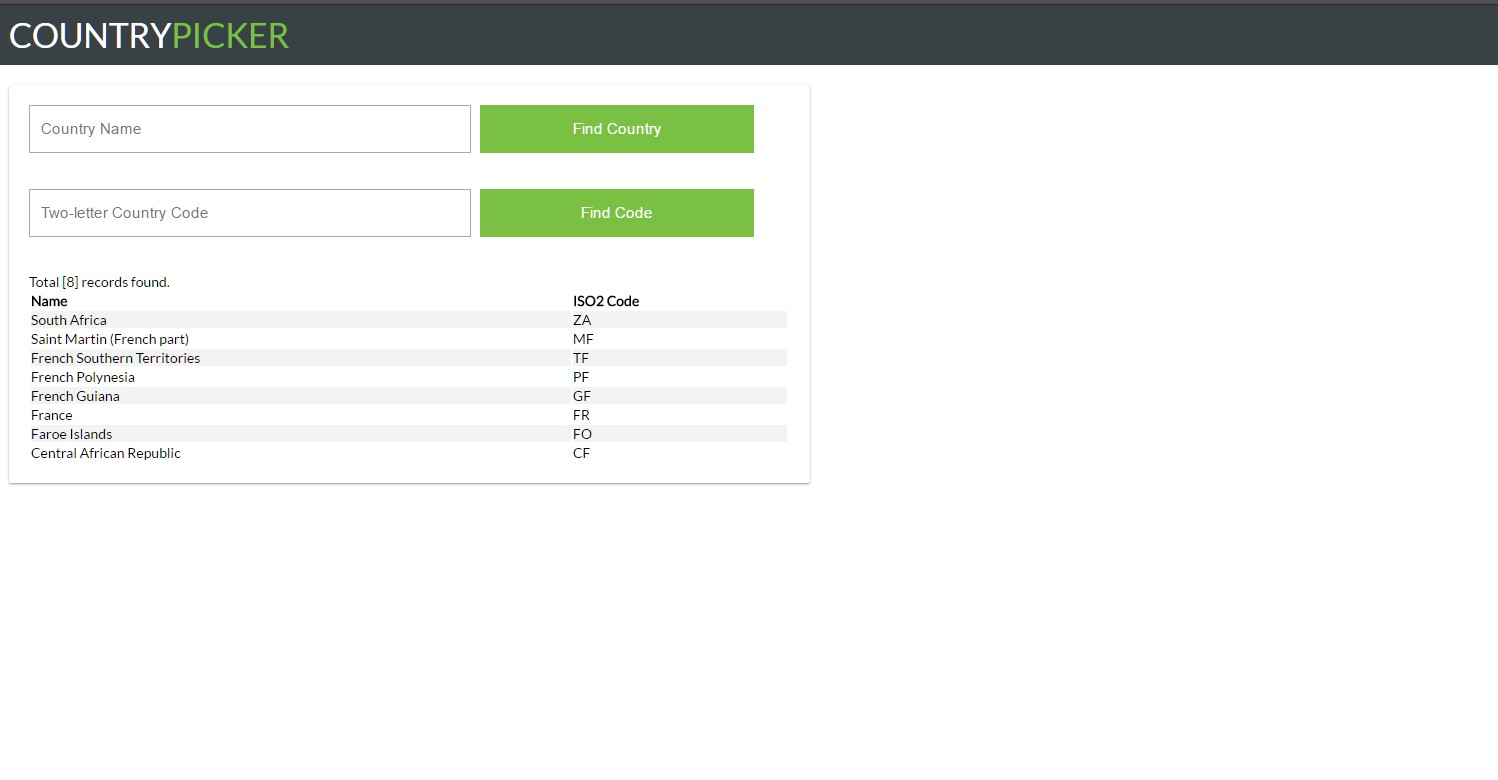 COUNTRYPICKER
Country Name Find Country
Two-letter Country Code Find Code
Total [8] records found.
Name ISO2 Code
South Africa ZA
Saint Martin (French part) MF
French Southern Territories TF
French Polynesia PF
French Guiana GF
France FR
Faroe Islands FO
Central African Republic CF